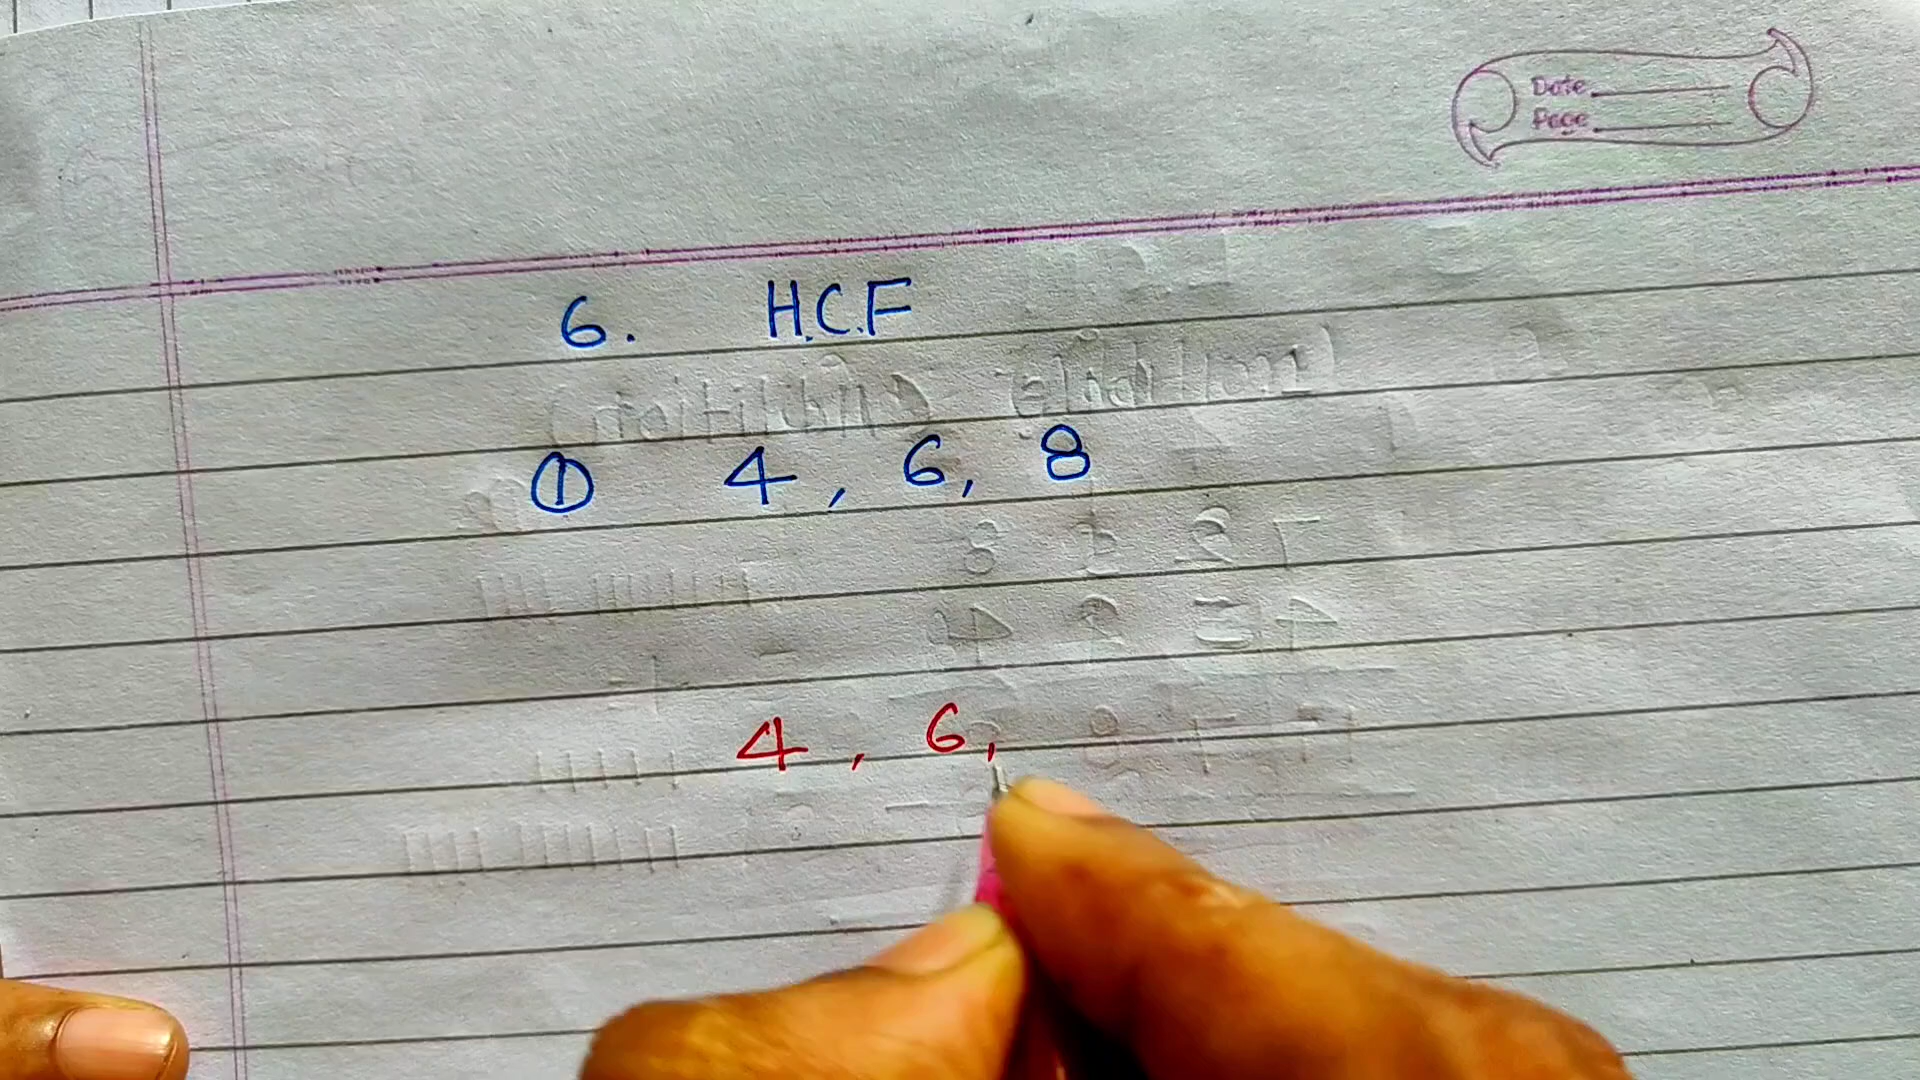 Date
Page
6. H.C.F
① 4, 6, 8
4, 6,